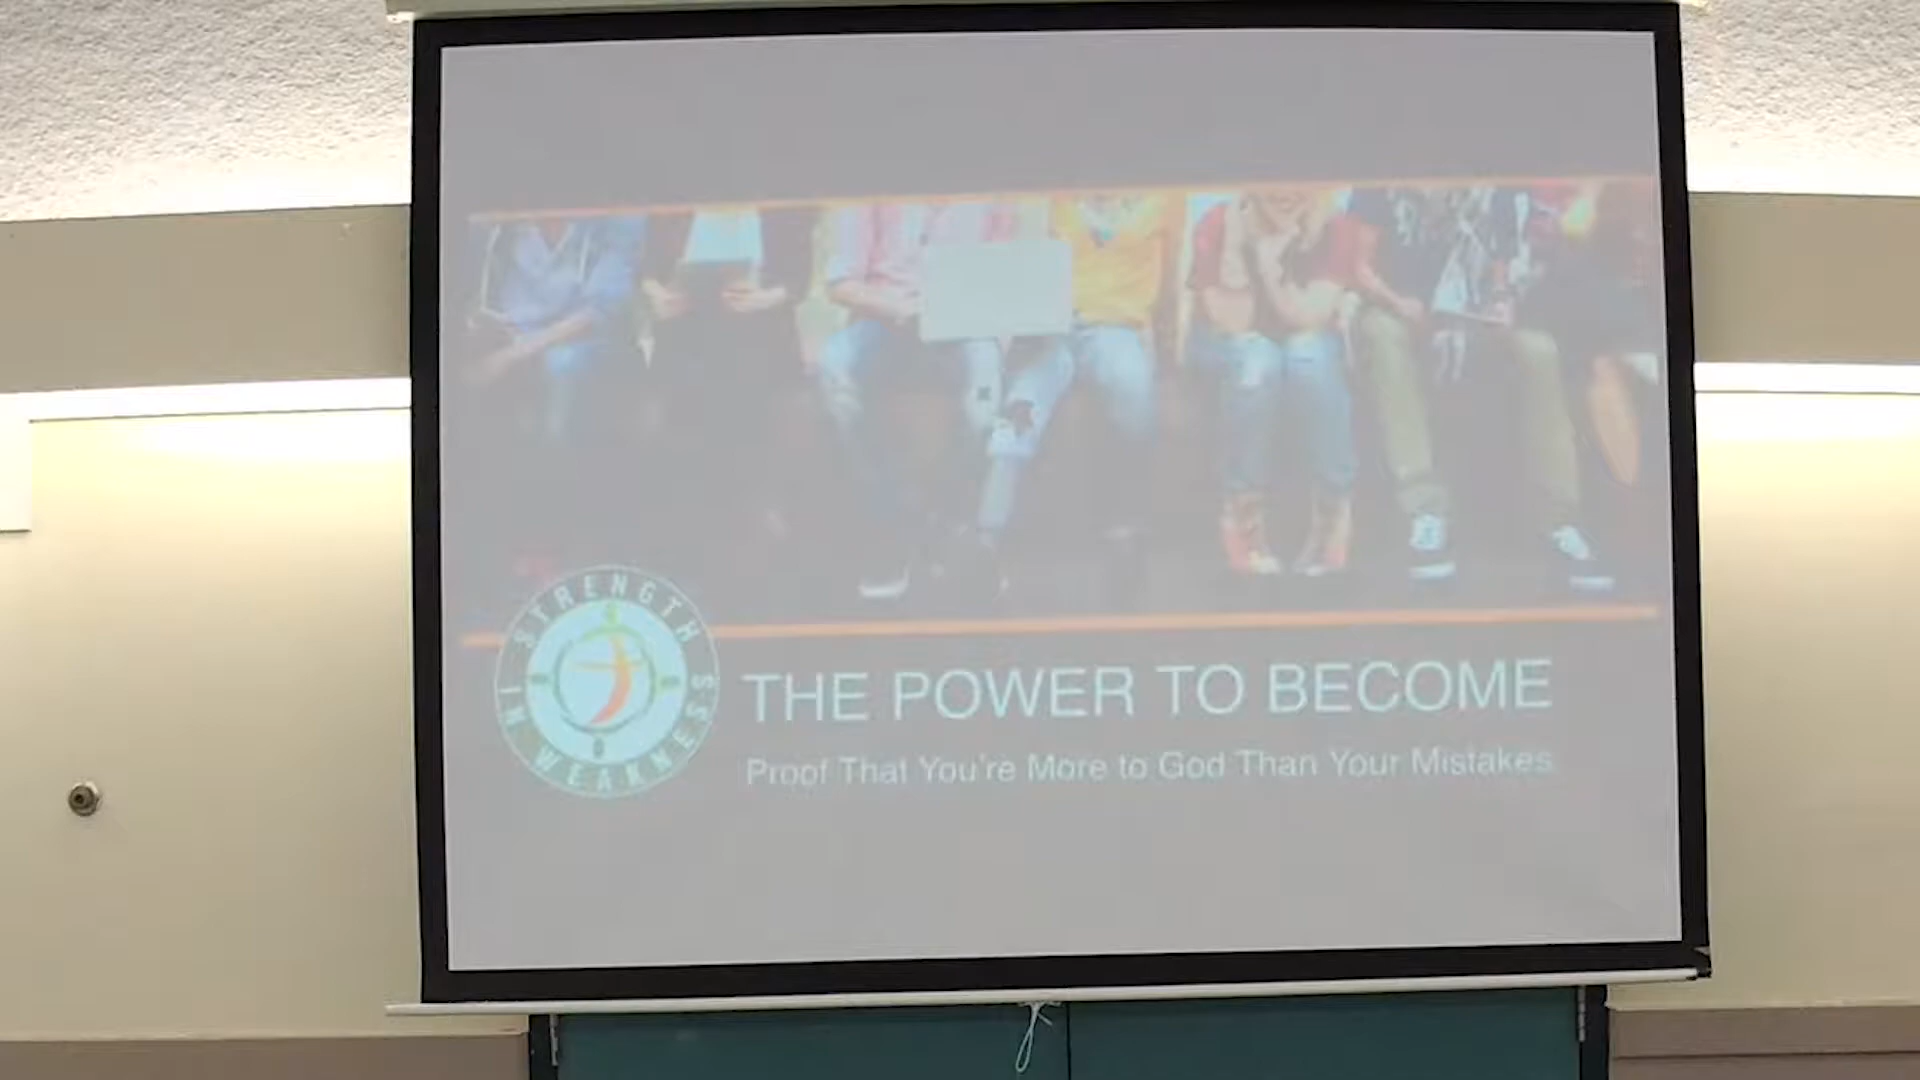 STRENGTH
IN WEAKNESS
THE POWER TO BECOME
Proof That You're More to God Than Your Mistakes